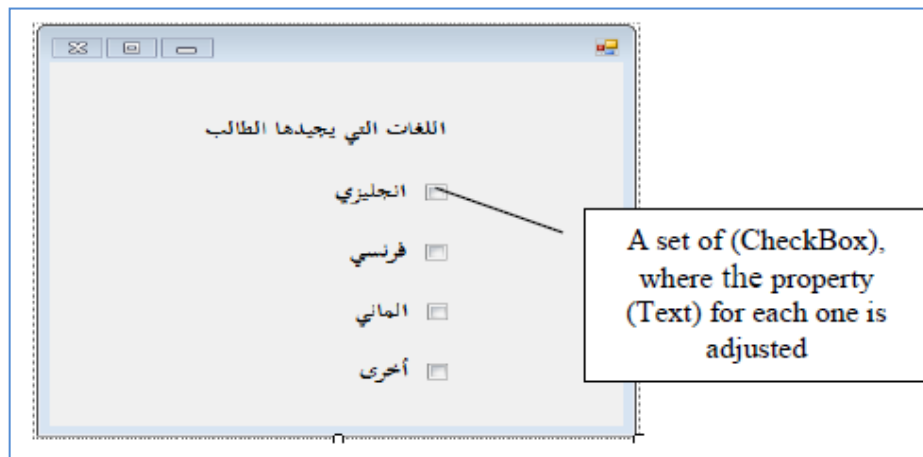 اللغات التي يجيدها الطالب
انجليزي
فرنسي
الماني
أخرى
A set of (CheckBox),
where the property
(Text) for each one is
adjusted